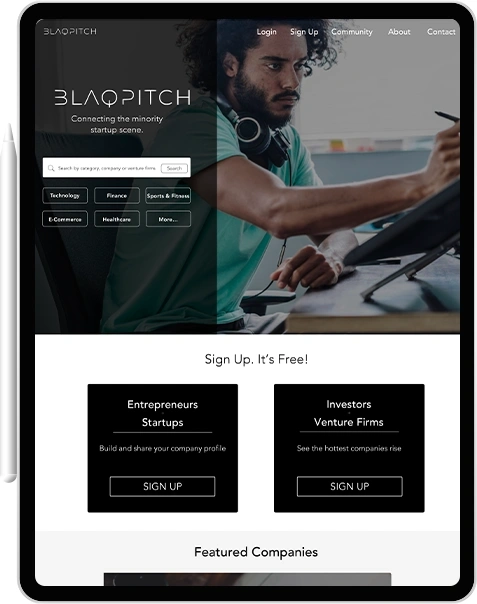 BLAQPITCH
Login Sign Up Community About Contact
BLAQPITCH
Connecting the minority
startup scene.
Search by category, company or venture firms Search
Technology Finance Sports & Fitness
E-Commerce Healthcare More...
Sign Up. It's Free!
Entrepreneurs
Startups
Build and share your company profile
SIGN UP
Investors
Venture Firms
See the hottest companies rise
SIGN UP
Featured Companies